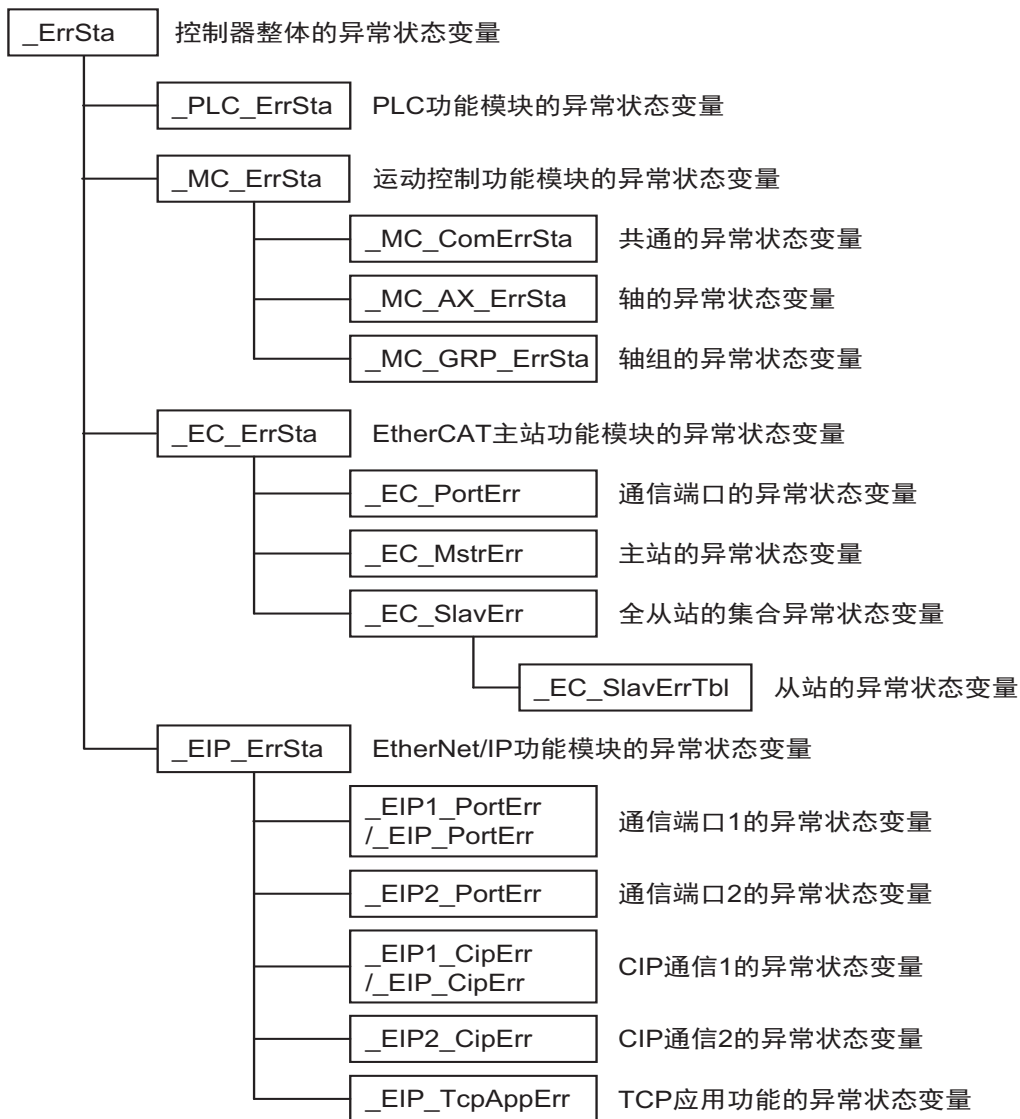 _ErrSta 控制器整体的异常状态变量
_PLC_ErrSta PLC功能模块的异常状态变量
_MC_ErrSta 运动控制功能模块的异常状态变量
_MC_ComErrSta 共通的异常状态变量
_MC_AX_ErrSta 轴的异常状态变量
_MC_GRP_ErrSta 轴组的异常状态变量
_EC_ErrSta EtherCAT主站功能模块的异常状态变量
_EC_PortErr 通信端口的异常状态变量
_EC_MstrErr 主站的异常状态变量
_EC_SlavErr 全从站的集合异常状态变量
_EC_SlavErrTbl 从站的异常状态变量
_EIP_ErrSta EtherNet/IP功能模块的异常状态变量
_EIP1_PortErr
/_EIP_PortErr
通信端口1的异常状态变量
_EIP2_PortErr 通信端口2的异常状态变量
_EIP1_CipErr
/_EIP_CipErr
CIP通信1的异常状态变量
_EIP2_CipErr CIP通信2的异常状态变量
_EIP_TcpAppErr TCP应用功能的异常状态变量